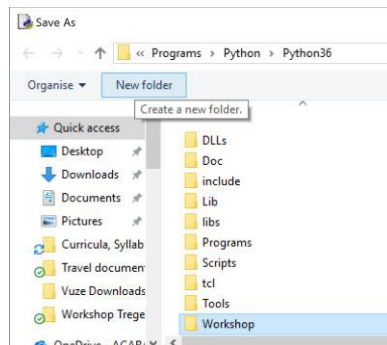 Save As
« Programs › Python › Python36
Organise New folder
Create a new folder.
Quick access
Desktop
Downloads
Documents
Pictures
Curricula, Syllab
Travel documen
Vuze Downloads
Workshop Trege
DLLs
Doc
include
Lib
libs
Programs
Scripts
tcl
Tools
Workshop